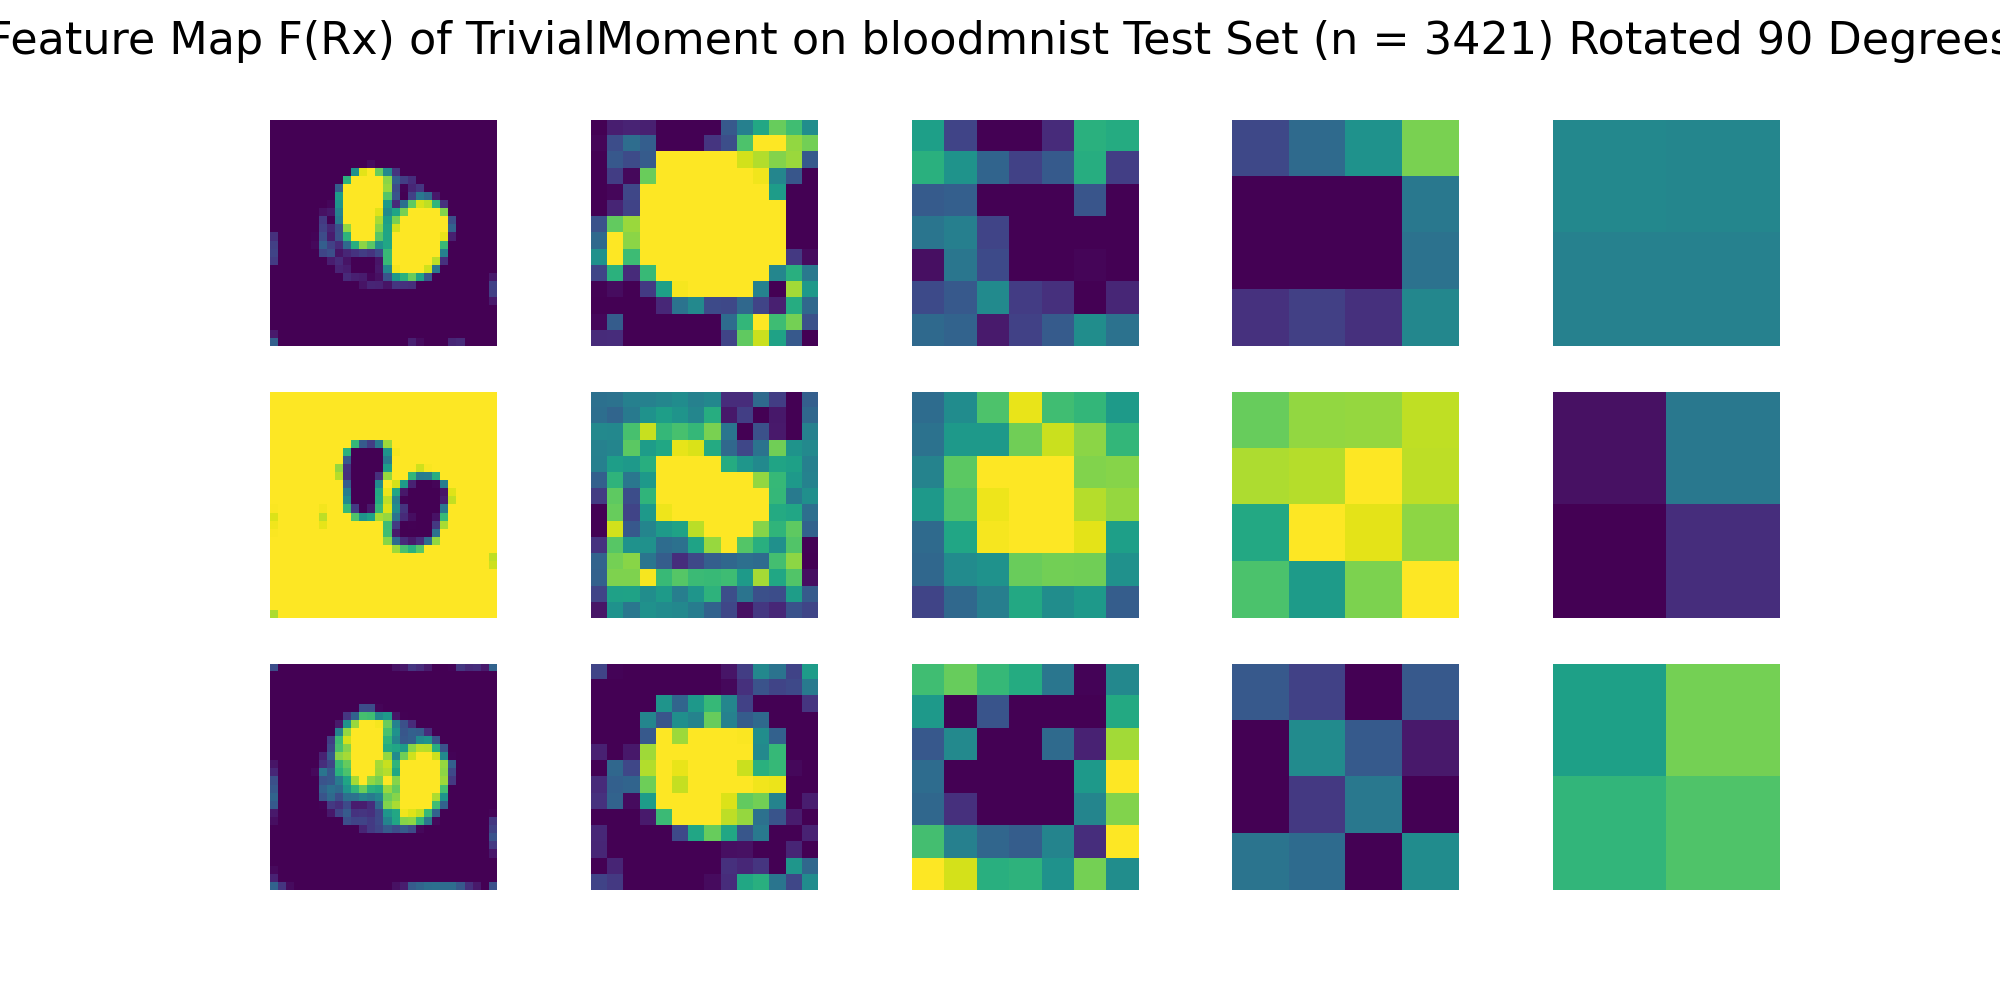 Feature Map F(Rx) of TrivialMoment on bloodmnist Test Set (n = 3421) Rotated 90 Degrees